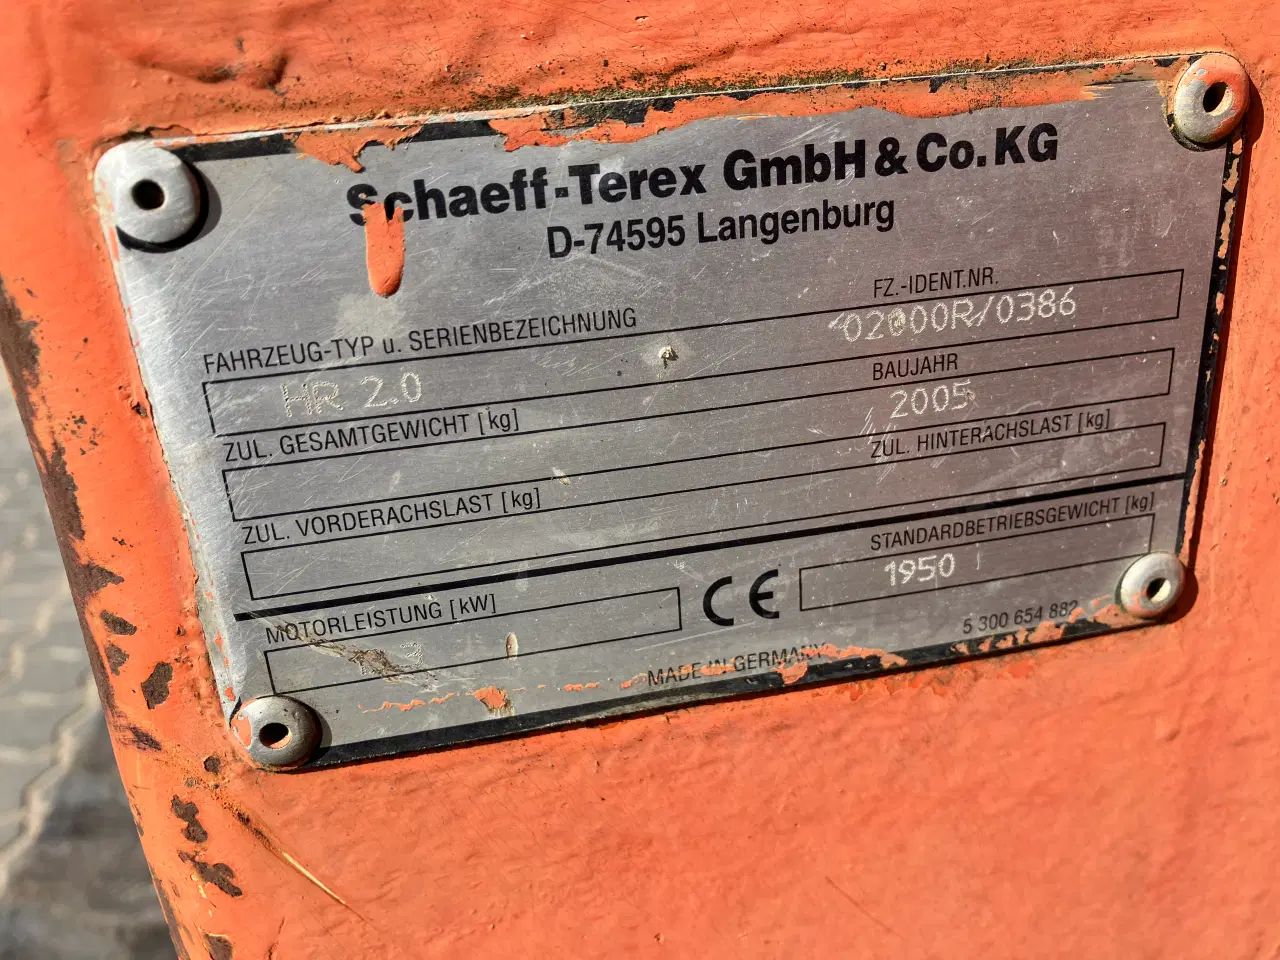 Schaeff-Terex GmbH & Co. KG
D-74595 Langenburg
FAHRZEUG-TYP u. SERIENBEZEICHNUNG FZ.-IDENT.NR.
HR 2.0 02000R/0386
ZUL. GESAMTGEWICHT [kg] BAUJAHR
2005
ZUL. VORDERACHSLAST [kg] ZUL. HINTERACHSLAST [kg]
MOTORLEISTUNG [kW] CE STANDARDBETRIEBSGEWICHT [kg]
1950
MADE IN GERMANY 5 300 654 882